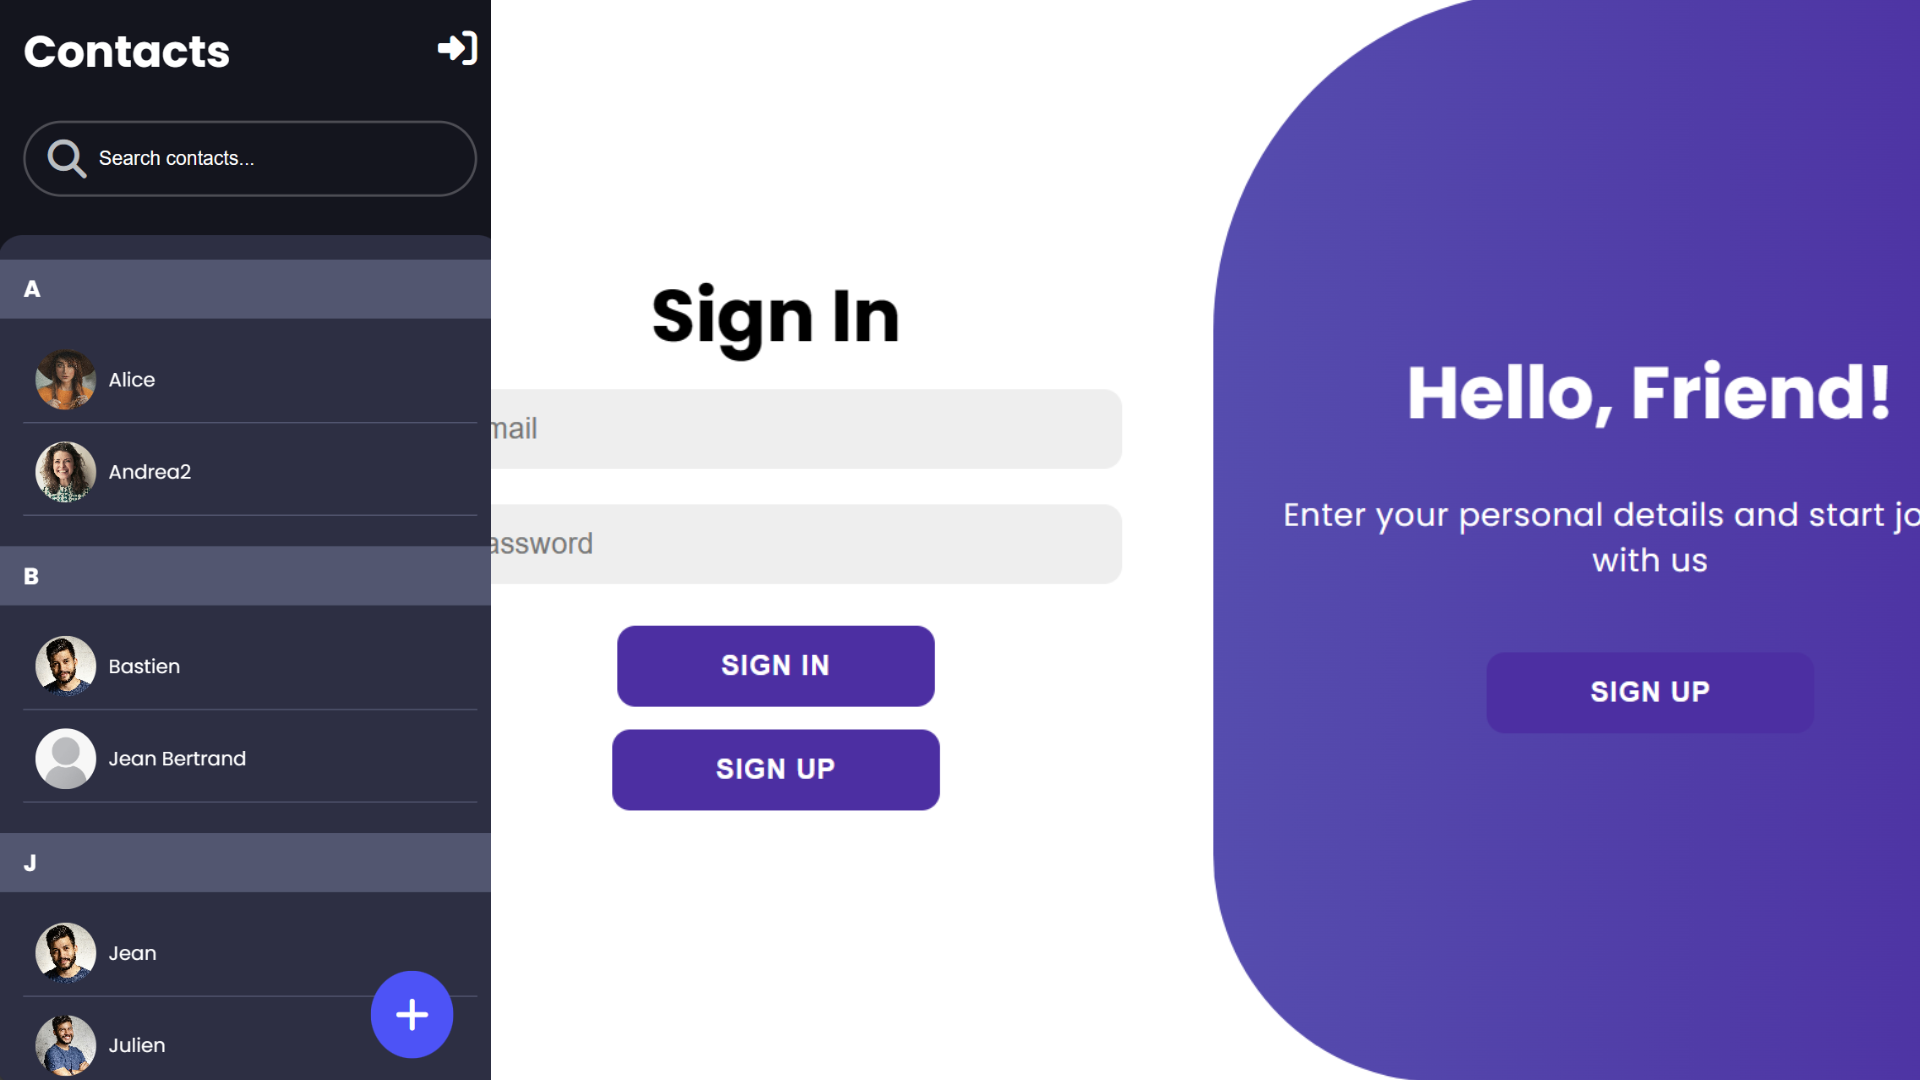 Contacts
Search contacts...
A
Alice
Andrea2
B
Bastien
Jean Bertrand
J
Jean
Julien
Sign In
mail
assword
SIGN IN
SIGN UP
Hello, Friend!
Enter your personal details and start jo
with us
SIGN UP